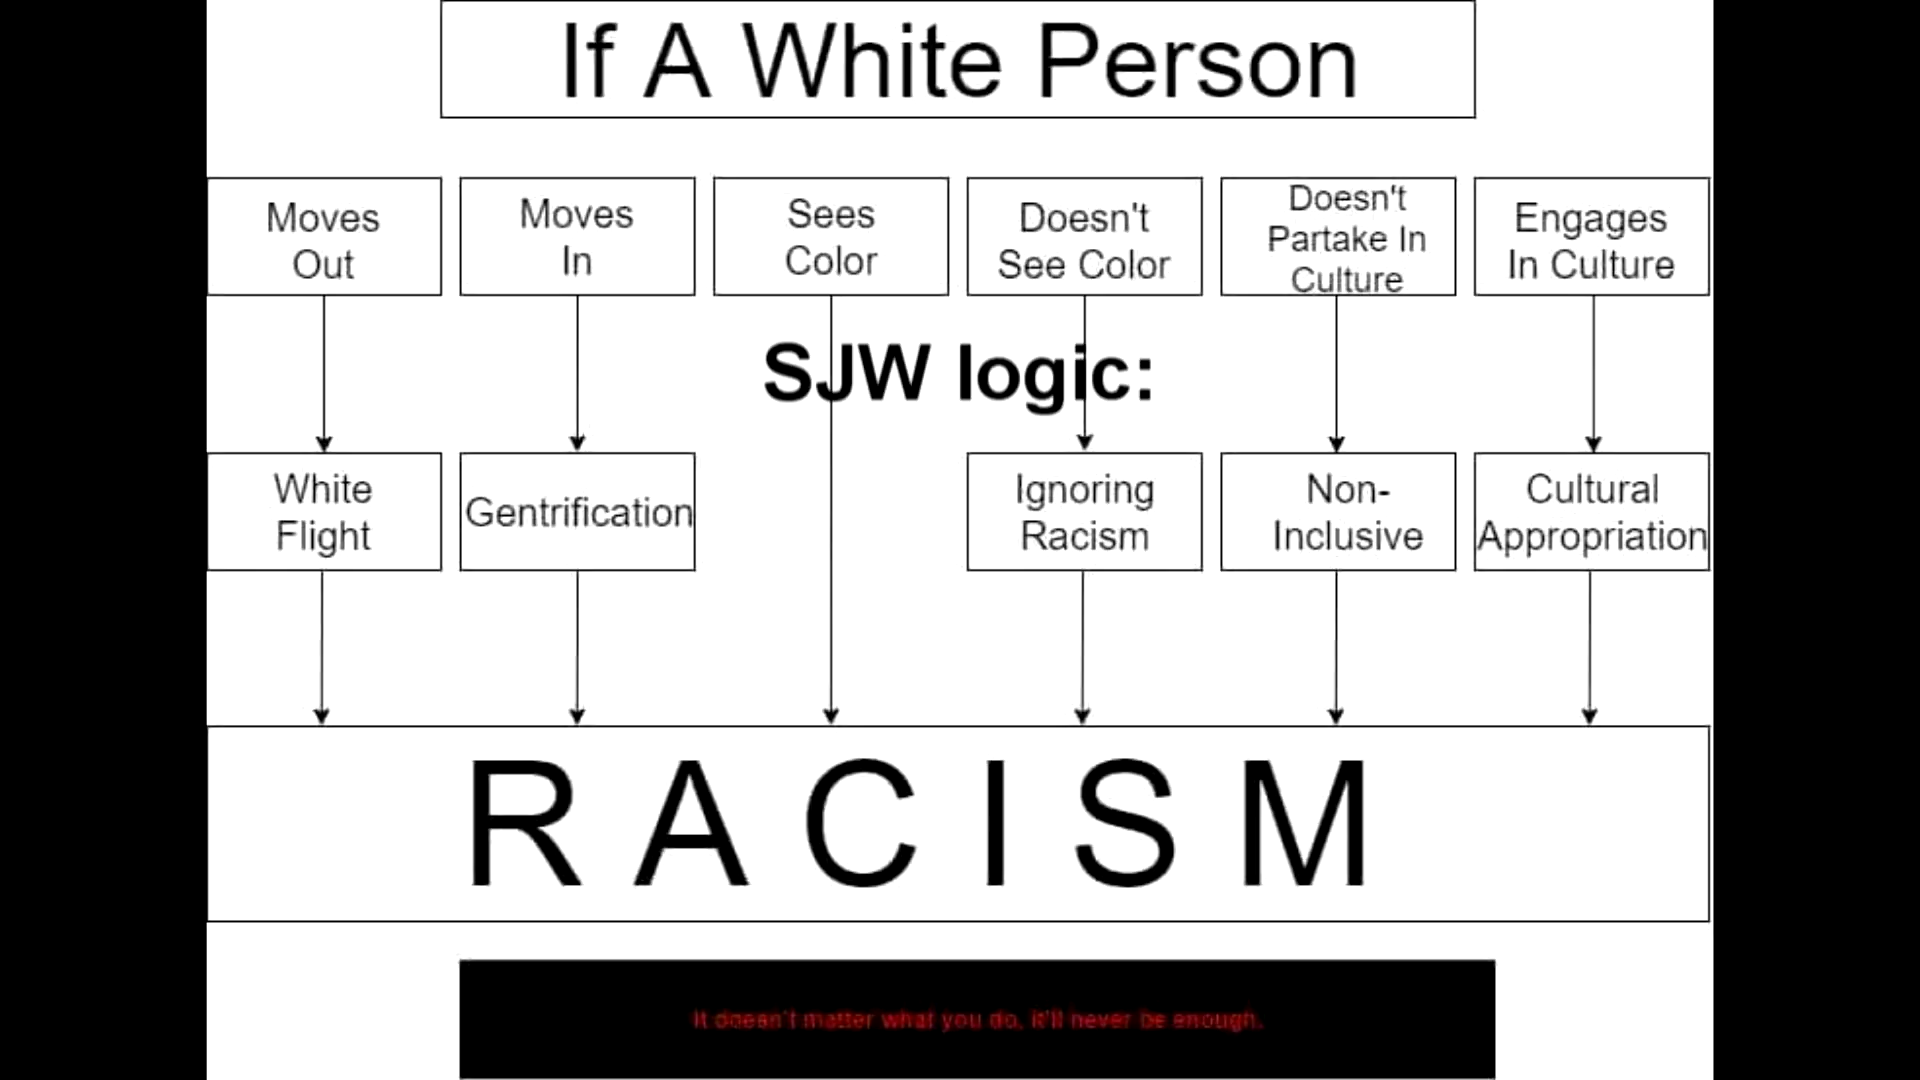 If A White Person
Moves
Out
Moves
In
Sees
Color
Doesn't
See Color
Doesn't
Partake In
Culture
Engages
In Culture
SJW logic:
White
Flight
Gentrification
Ignoring
Racism
Non-
Inclusive
Cultural
Appropriation
R A C I S M
It doesn't matter what you do, it'll never be enough.